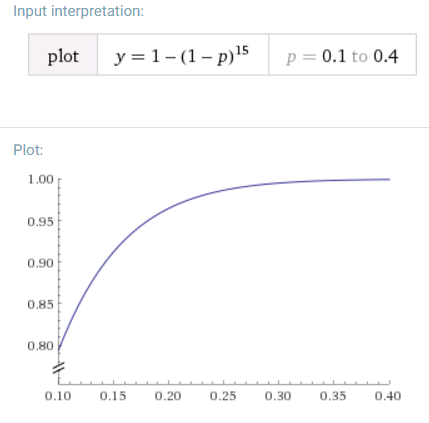 Input interpretation:
plot y = 1 – (1 – p)¹⁵ p = 0.1 to 0.4
Plot:
1.00
0.95
0.90
0.85
0.80
0.10 0.15 0.20 0.25 0.30 0.35 0.40